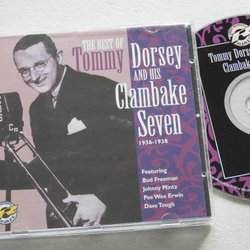 THE BEST OF
Tommy
Dorsey
AND HIS
Clambake
Seven
1936-1938
Featuring
Bud Freeman
Johnny Mintz
Pee Wee Erwin
Dave Tough
Tommy Dorsey
Clambake